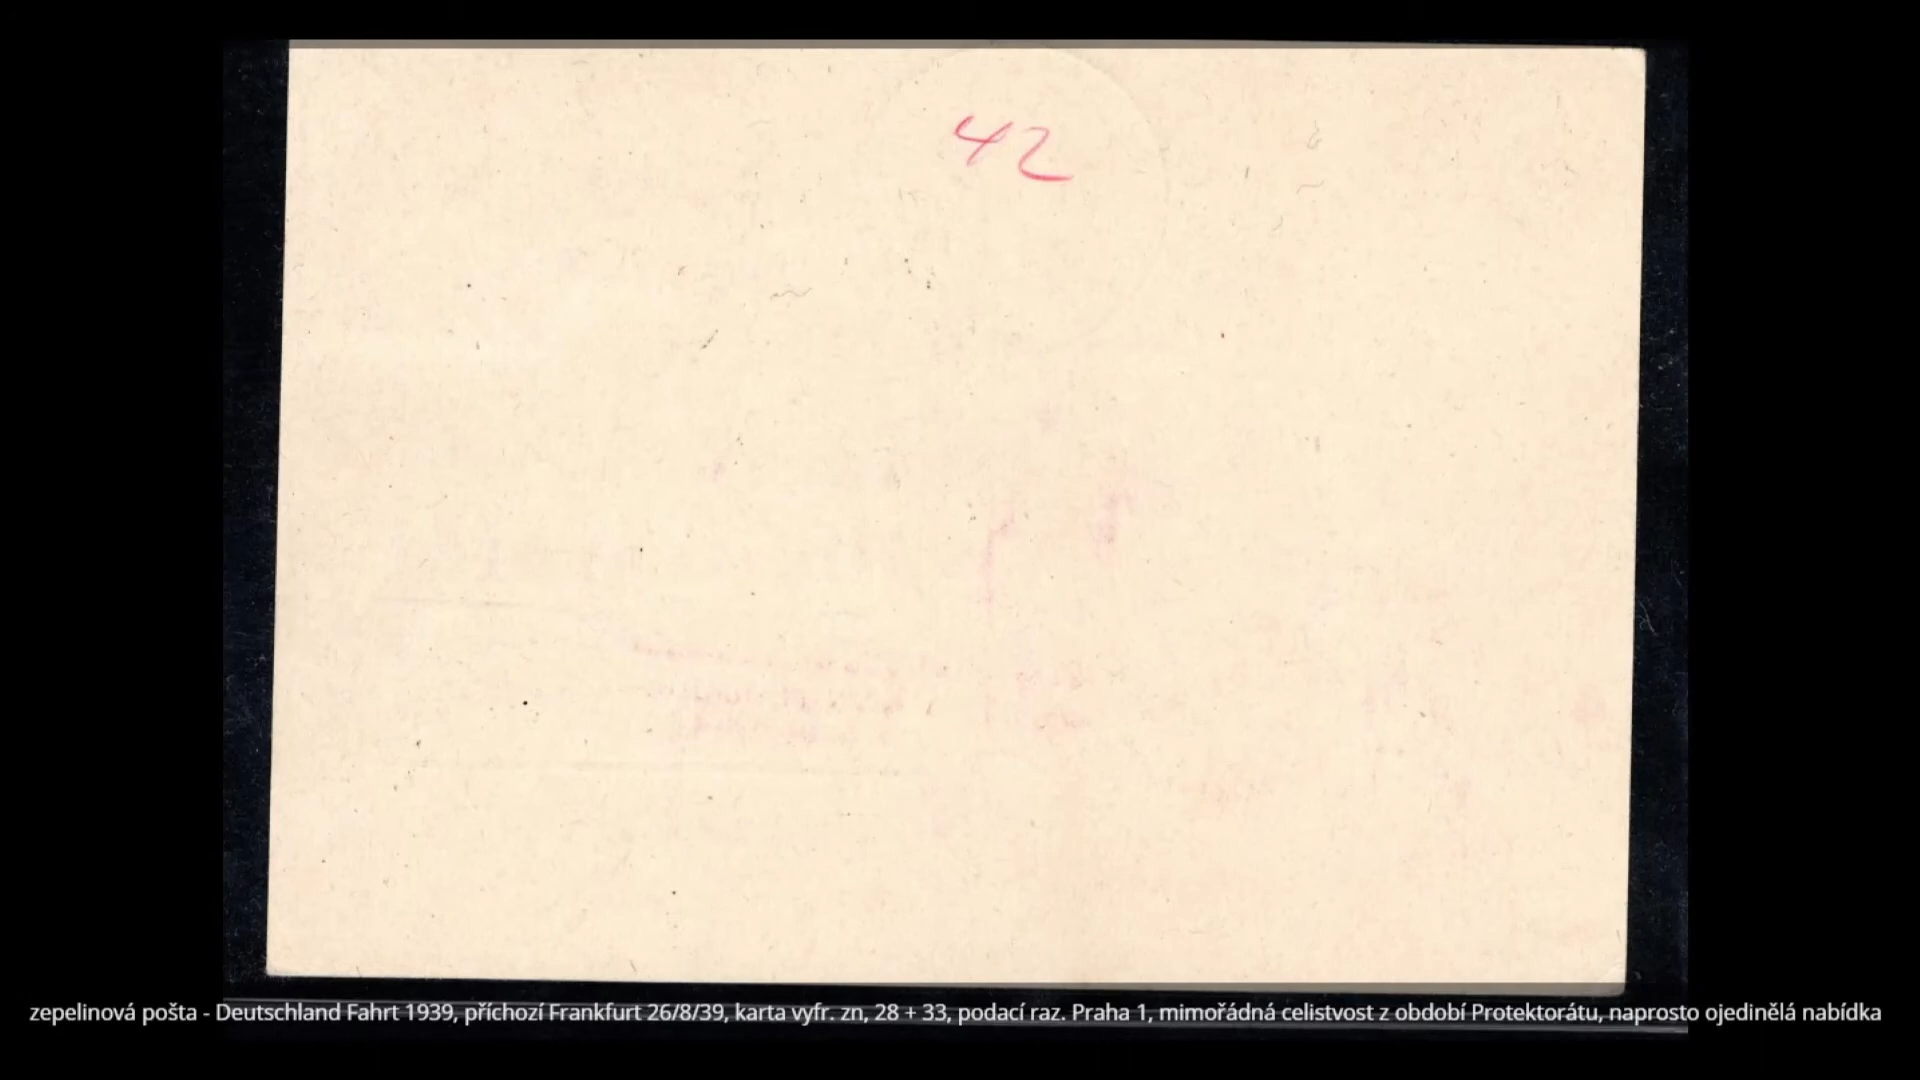 42
zepelinová pošta - Deutschland Fahrt 1939, příchozí Frankfurt 26/8/39, karta vyfr. zn, 28 + 33, podací raz. Praha 1, mimořádná celistvost z období Protektorátu, naprosto ojedinělá nabídka